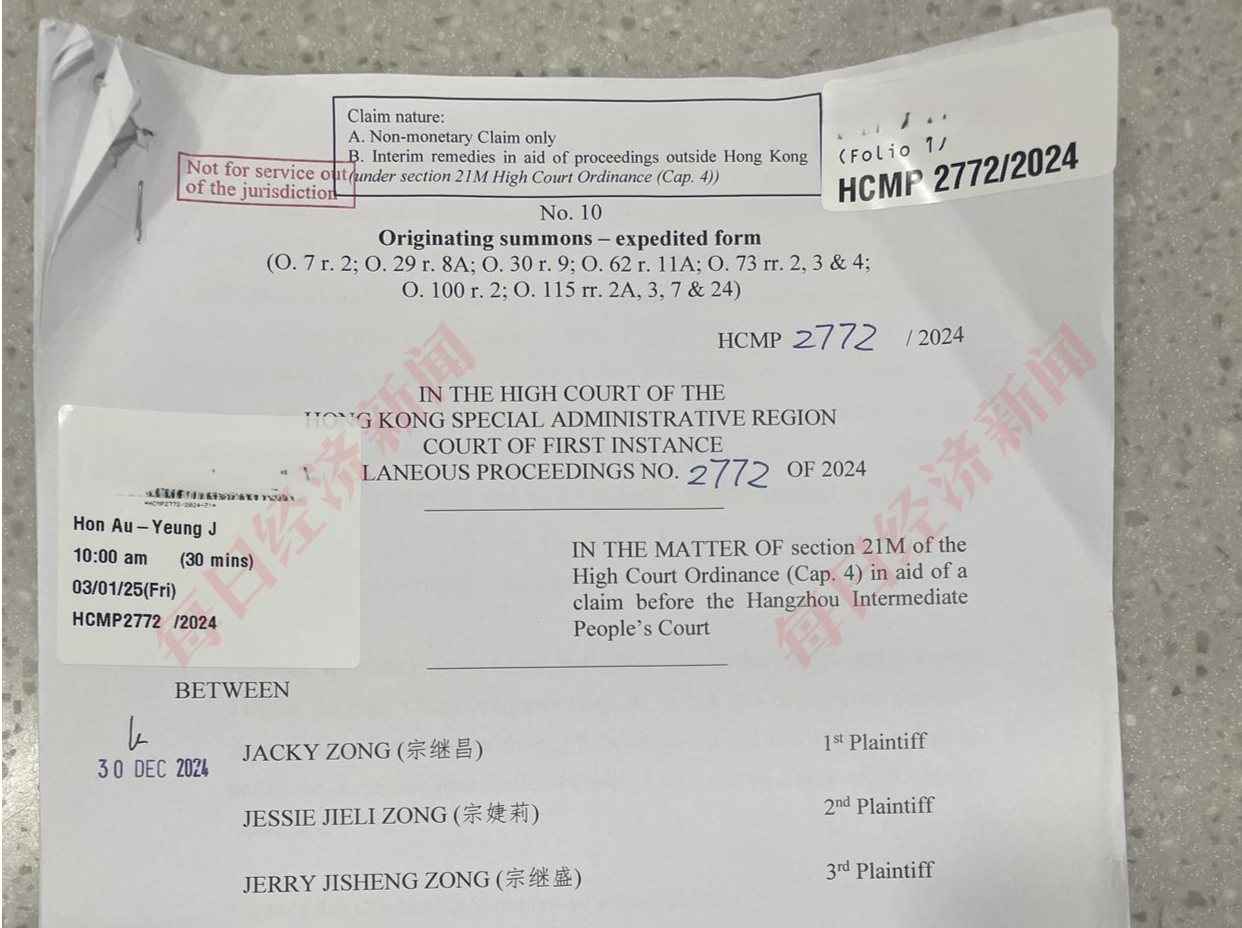 Claim nature:
A. Non-monetary Claim only
B. Interim remedies in aid of proceedings outside Hong Kong
(under section 21M High Court Ordinance (Cap. 4))
Not for service out
of the jurisdiction
(Folio 1)
HCMP 2772/2024
No. 10
Originating summons – expedited form
(O. 7 r. 2; O. 29 r. 8A; O. 30 r. 9; O. 62 r. 11A; O. 73 rr. 2, 3 & 4;
O. 100 r. 2; O. 115 rr. 2A, 3, 7 & 24)
HCMP 2772 / 2024
IN THE HIGH COURT OF THE
HONG KONG SPECIAL ADMINISTRATIVE REGION
COURT OF FIRST INSTANCE
LANEOUS PROCEEDINGS NO. 2772 OF 2024
Hon Au-Yeung J
10:00 am (30 mins)
03/01/25(Fri)
HCMP2772 /2024
IN THE MATTER OF section 21M of the
High Court Ordinance (Cap. 4) in aid of a
claim before the Hangzhou Intermediate
People's Court
BETWEEN
30 DEC 2024
JACKY ZONG (宗继昌) 1st Plaintiff
JESSIE JIELI ZONG (宗婕莉) 2nd Plaintiff
JERRY JISHENG ZONG (宗继盛) 3rd Plaintiff
每日经济新闻
每日经济新闻